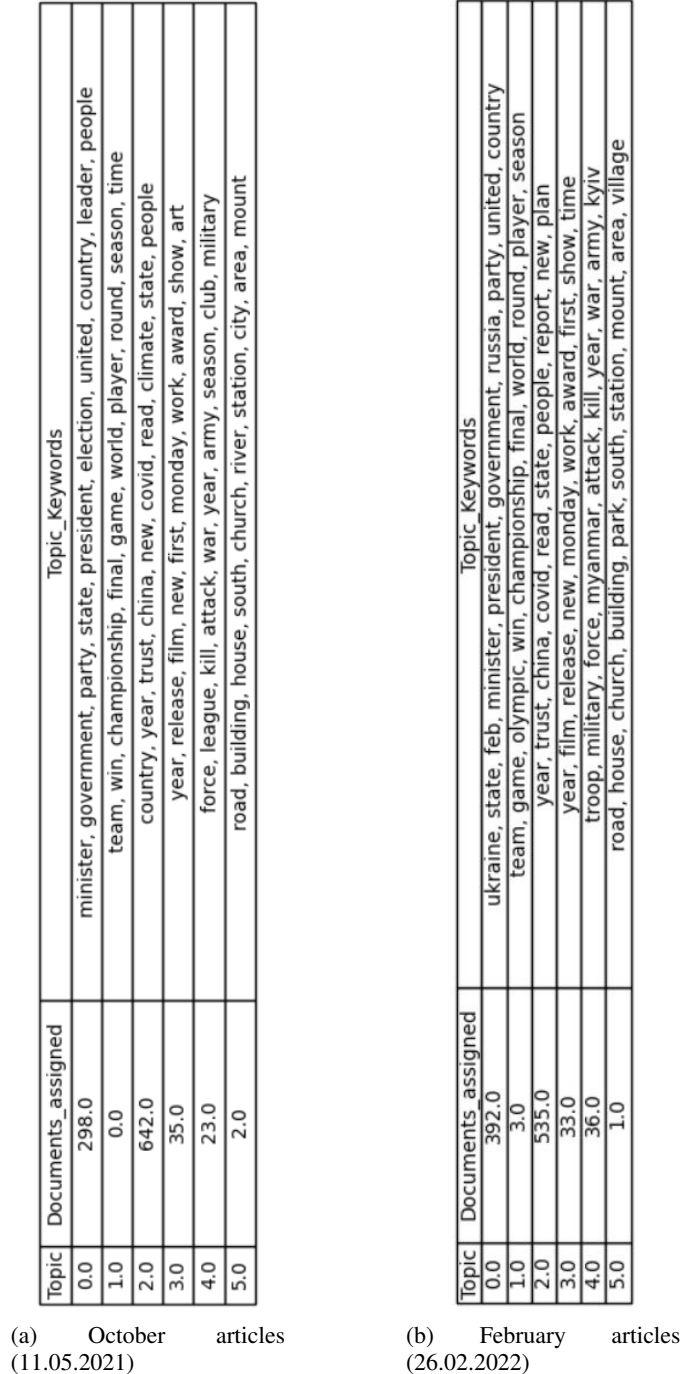 Topic Documents_assigned Topic_Keywords
0.0 298.0 minister, government, party, state, president, election, united, country, leader, people
1.0 0.0 team, win, championship, final, game, world, player, round, season, time
2.0 642.0 country, year, trust, china, new, covid, read, climate, state, people
3.0 35.0 year, release, film, new, first, monday, work, award, show, art
4.0 23.0 force, league, kill, attack, war, year, army, season, club, military
5.0 2.0 road, building, house, south, church, river, station, city, area, mount
(a) October articles
(11.05.2021)
Topic Documents_assigned Topic_Keywords
0.0 392.0 ukraine, state, feb, minister, president, government, russia, party, united, country
1.0 3.0 team, game, olympic, win, championship, final, world, round, player, season
2.0 535.0 year, trust, china, covid, read, state, people, report, new, plan
3.0 33.0 year, film, release, new, monday, work, award, first, show, time
4.0 36.0 troop, military, force, myanmar, attack, kill, year, war, army, kyiv
5.0 1.0 road, house, church, building, park, south, station, mount, area, village
(b) February articles
(26.02.2022)